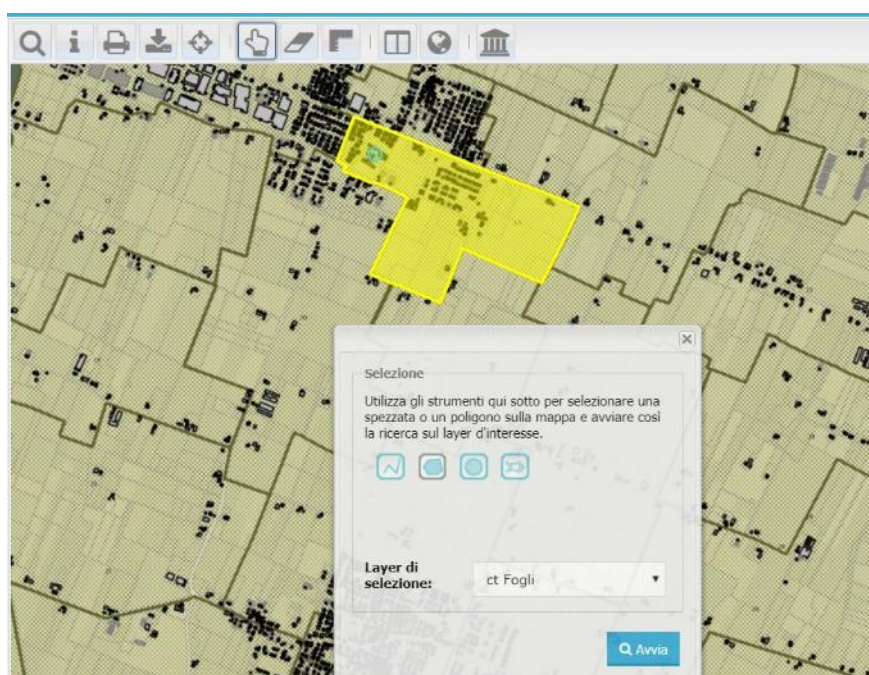 Selezione
Utilizza gli strumenti qui sotto per selezionare una
spezzata o un poligono sulla mappa e avviare così
la ricerca sul layer d'interesse.
Layer di
selezione:
ct Fogli
Avvia